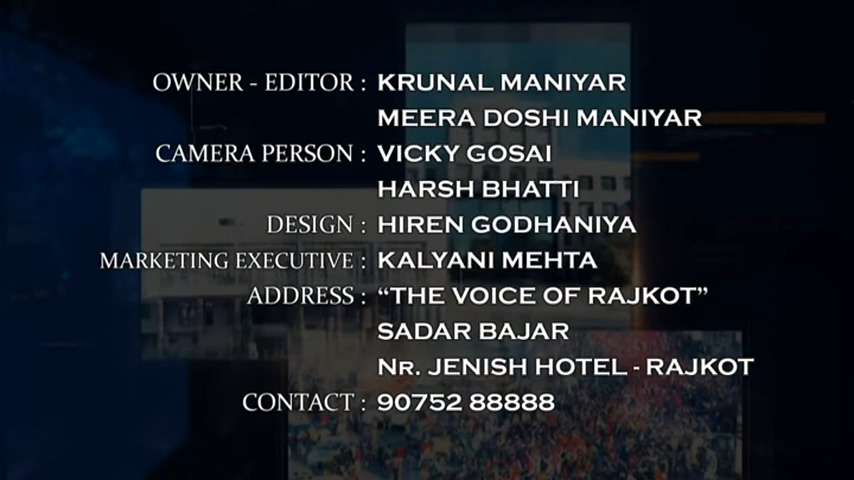 OWNER - EDITOR : KRUNAL MANIYAR
MEERA DOSHI MANIYAR
CAMERA PERSON : VICKY GOSAI
HARSH BHATTI
DESIGN : HIREN GODHANIYA
MARKETING EXECUTIVE : KALYANI MEHTA
ADDRESS : “THE VOICE OF RAJKOT”
SADAR BAJAR
Nr. JENISH HOTEL - RAJKOT
CONTACT : 90752 88888